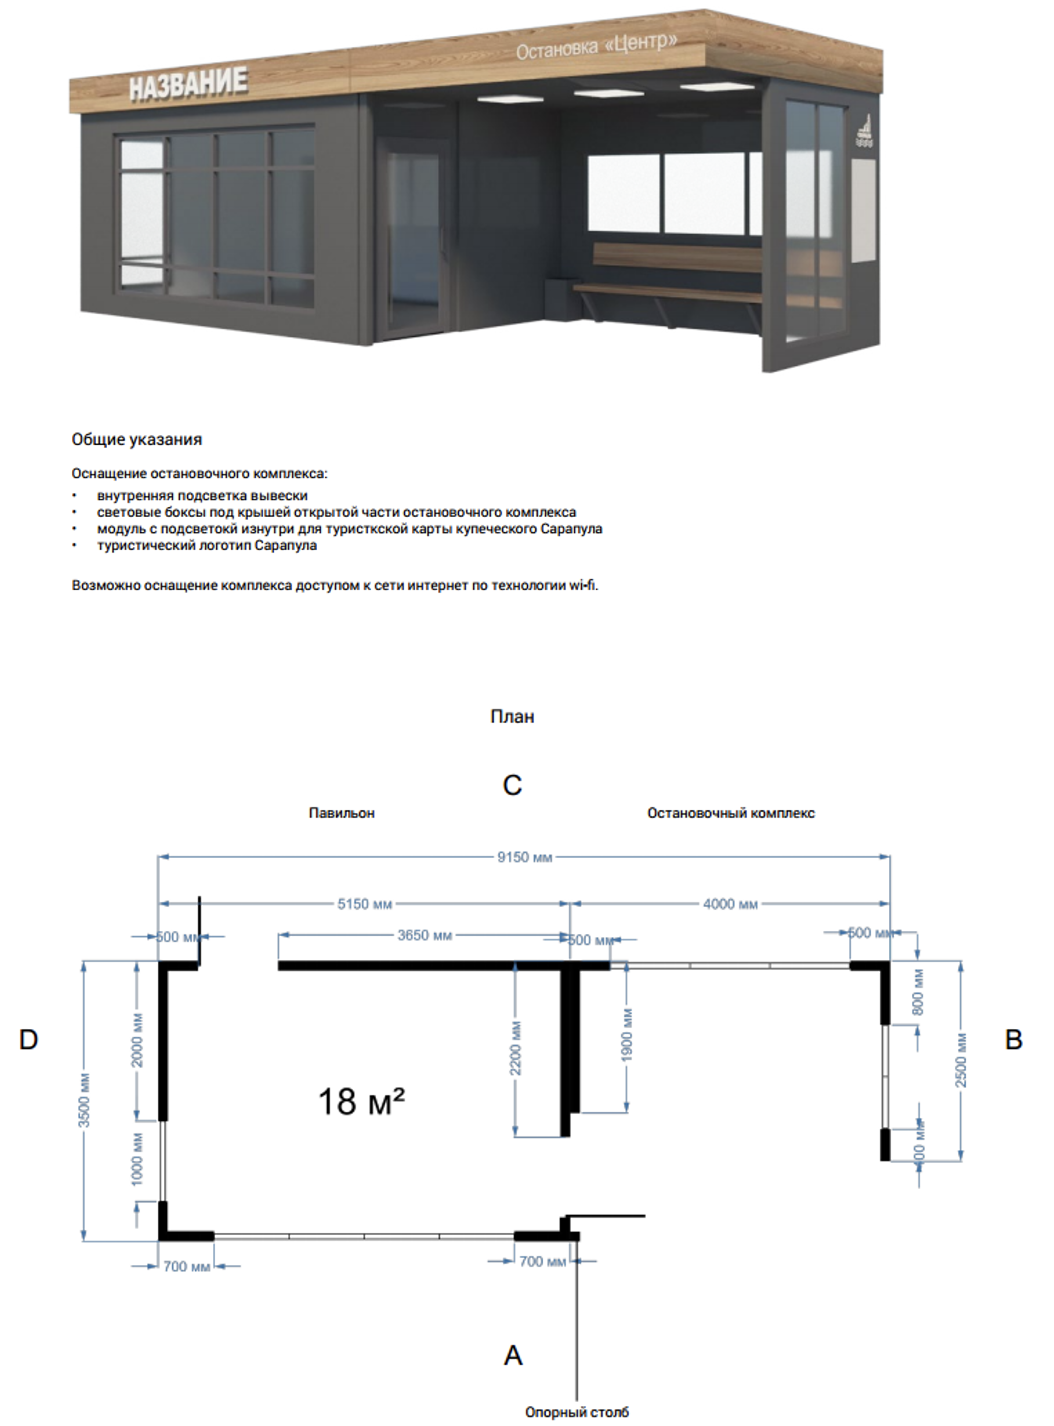 НАЗВАНИЕ
Остановка «Центр»
Общие указания
Оснащение остановочного комплекса:
• внутренняя подсветка вывески
• световые боксы под крышей открытой части остановочного комплекса
• модуль с подсветокй изнутри для туристкской карты купеческого Сарапула
• туристический логотип Сарапула
Возможно оснащение комплекса доступом к сети интернет по технологии wi-fi.
План
C
Павильон
Остановочный комплекс
9150 мм
5150 мм
4000 мм
500 мм
3650 мм
500 мм
500 мм
800 мм
2000 мм
2200 мм
1900 мм
D
B
3500 мм
2500 мм
18 м²
1000 мм
700 мм
700 мм
A
Опорный столб